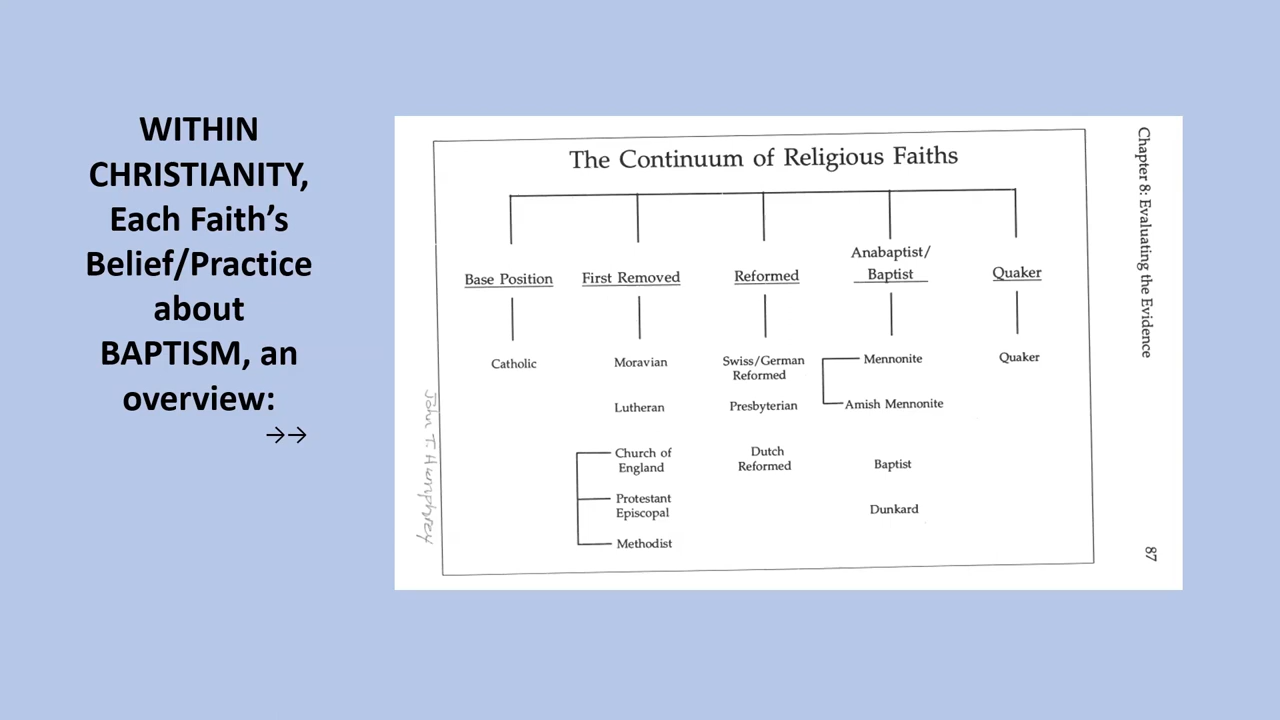 WITHIN
CHRISTIANITY,
Each Faith’s
Belief/Practice
about
BAPTISM, an
overview:
→→
The Continuum of Religious Faiths
Base Position
First Removed
Reformed
Anabaptist/
Baptist
Quaker
Catholic
Moravian
Lutheran
Church of
England
Protestant
Episcopal
Methodist
Swiss/German
Reformed
Presbyterian
Dutch
Reformed
Mennonite
Amish Mennonite
Baptist
Dunkard
Quaker
John T. Humphrey
Chapter 8: Evaluating the Evidence
87